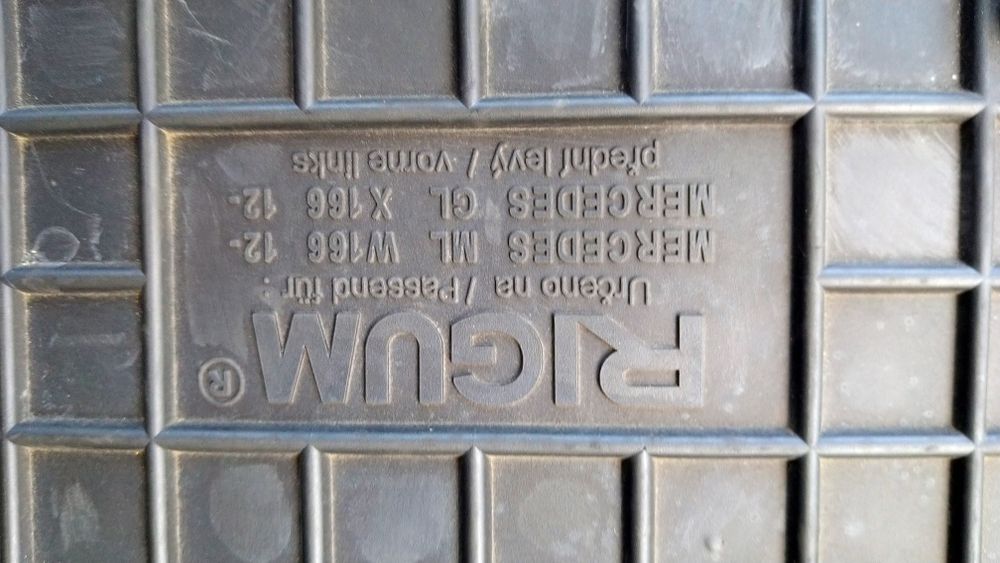 RIGUM ®
Určeno na / Passend für :
MERCEDES ML W166 12-
MERCEDES GL X166 12-
přední levý / vorne links